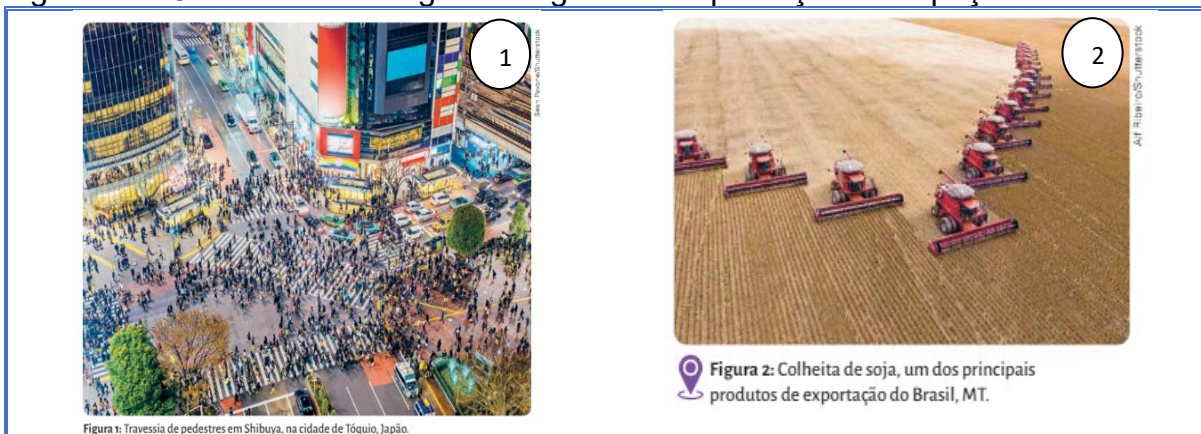 1
Sean Pavone/Shutterstock
2
Alf Ribeiro/Shutterstock
Figura 1: Travessia de pedestres em Shibuya, na cidade de Tóquio, Japão.
Figura 2: Colheita de soja, um dos principais
produtos de exportação do Brasil, MT.